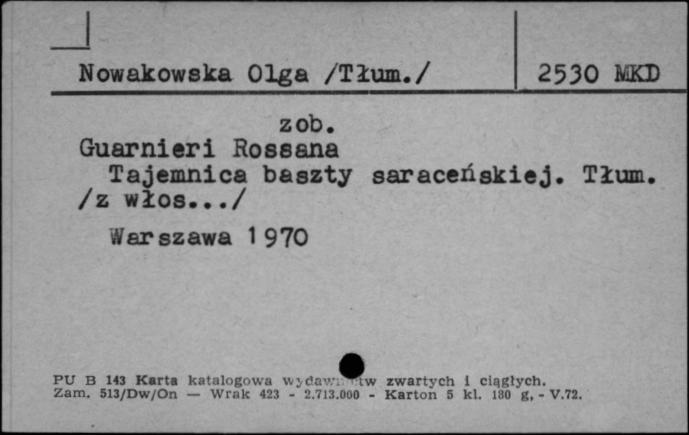 Nowakowska Olga /Tłum./ 2530 MKD
zob.
Guarnieri Rossana
Tajemnica baszty saraceńskiej. Tłum.
/z włos.../
Warszawa 1970
PU B 143 Karta katalogowa wydawnictw zwartych i ciągłych.
Zam. 513/Dw/On — Wrak 423 - 2.713.000 - Karton 5 kl. 180 g, - V.72.